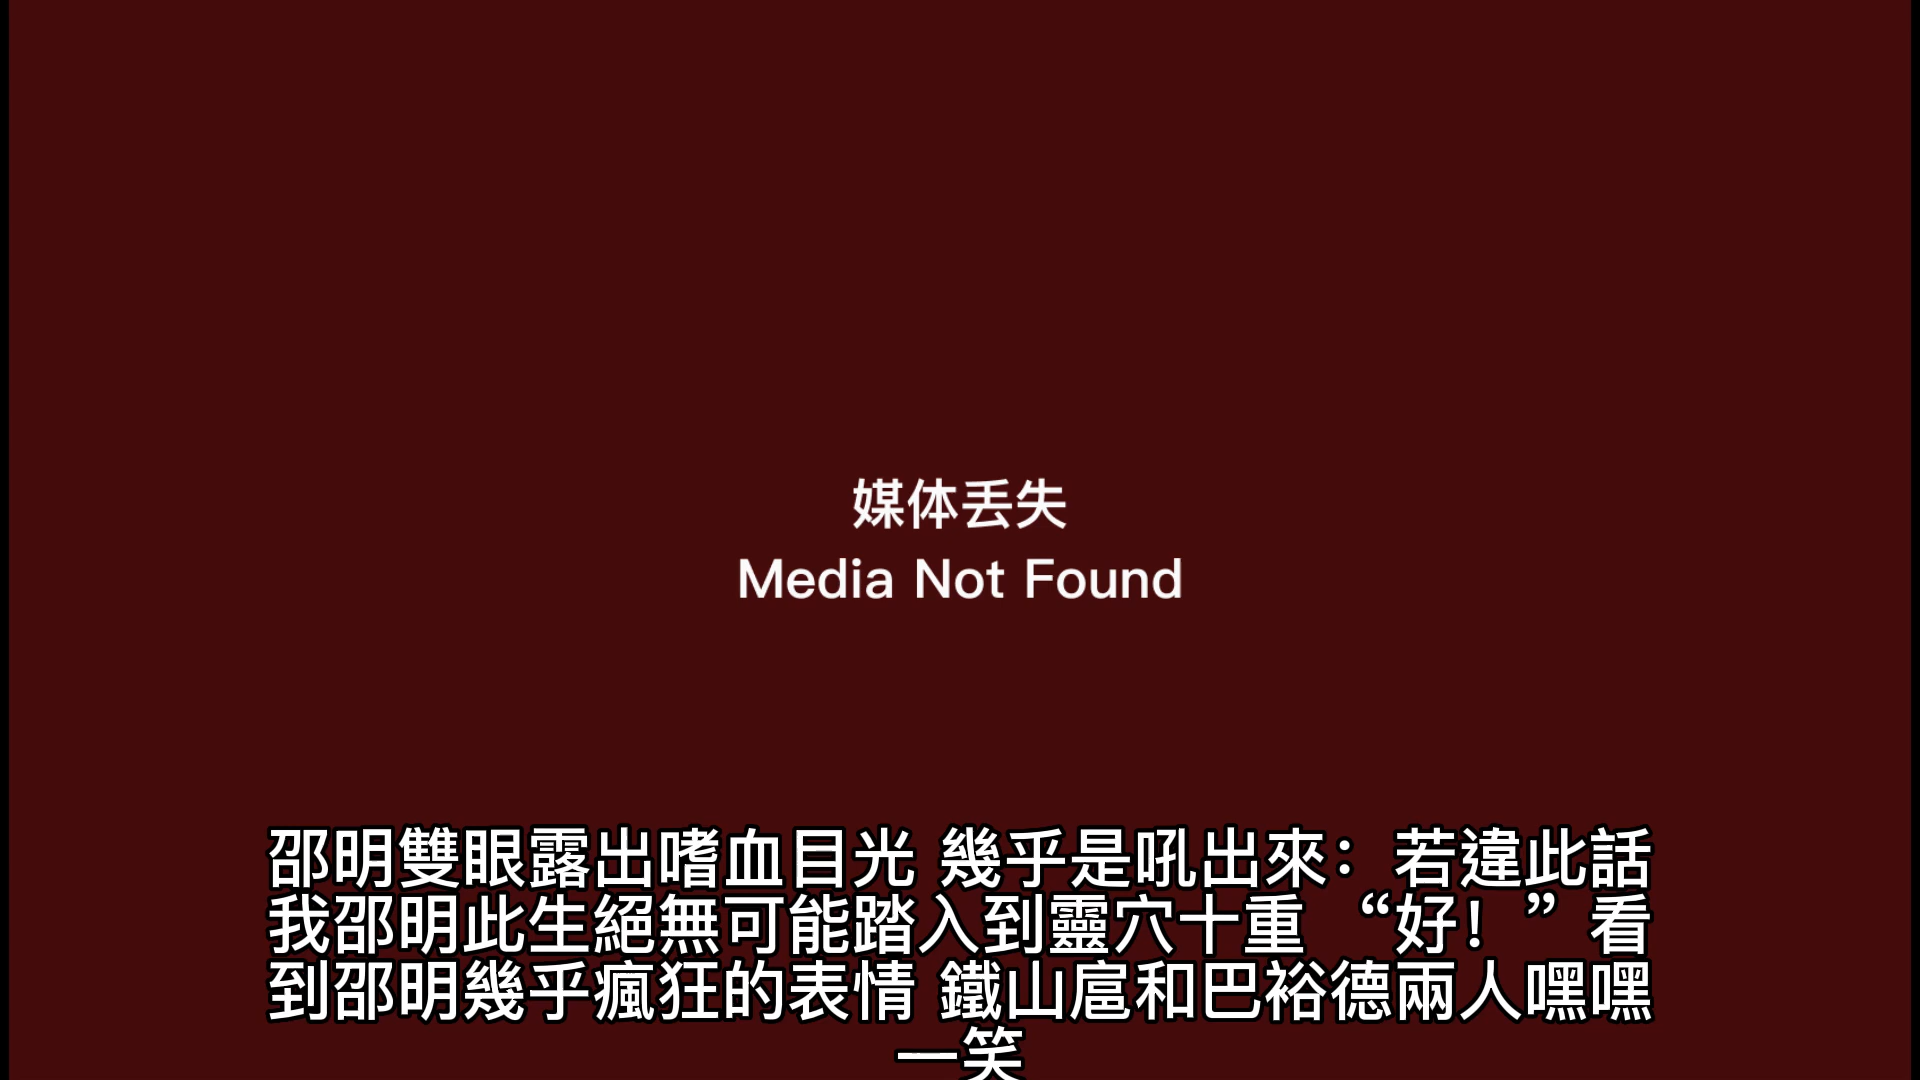 媒体丢失
Media Not Found
邵明雙眼露出嗜血目光 幾乎是吼出來：若違此話
我邵明此生絕無可能踏入到靈穴十重 “好！”看
到邵明幾乎瘋狂的表情 鐵山扈和巴裕德兩人嘿嘿
一笑